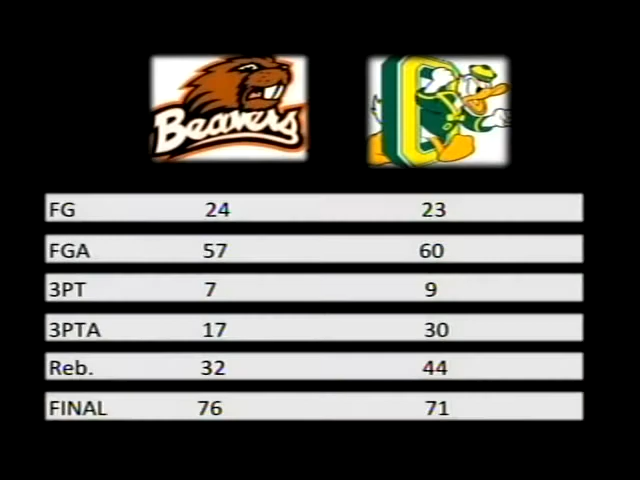 Beavers
FG 24 23
FGA 57 60
3PT 7 9
3PTA 17 30
Reb. 32 44
FINAL 76 71